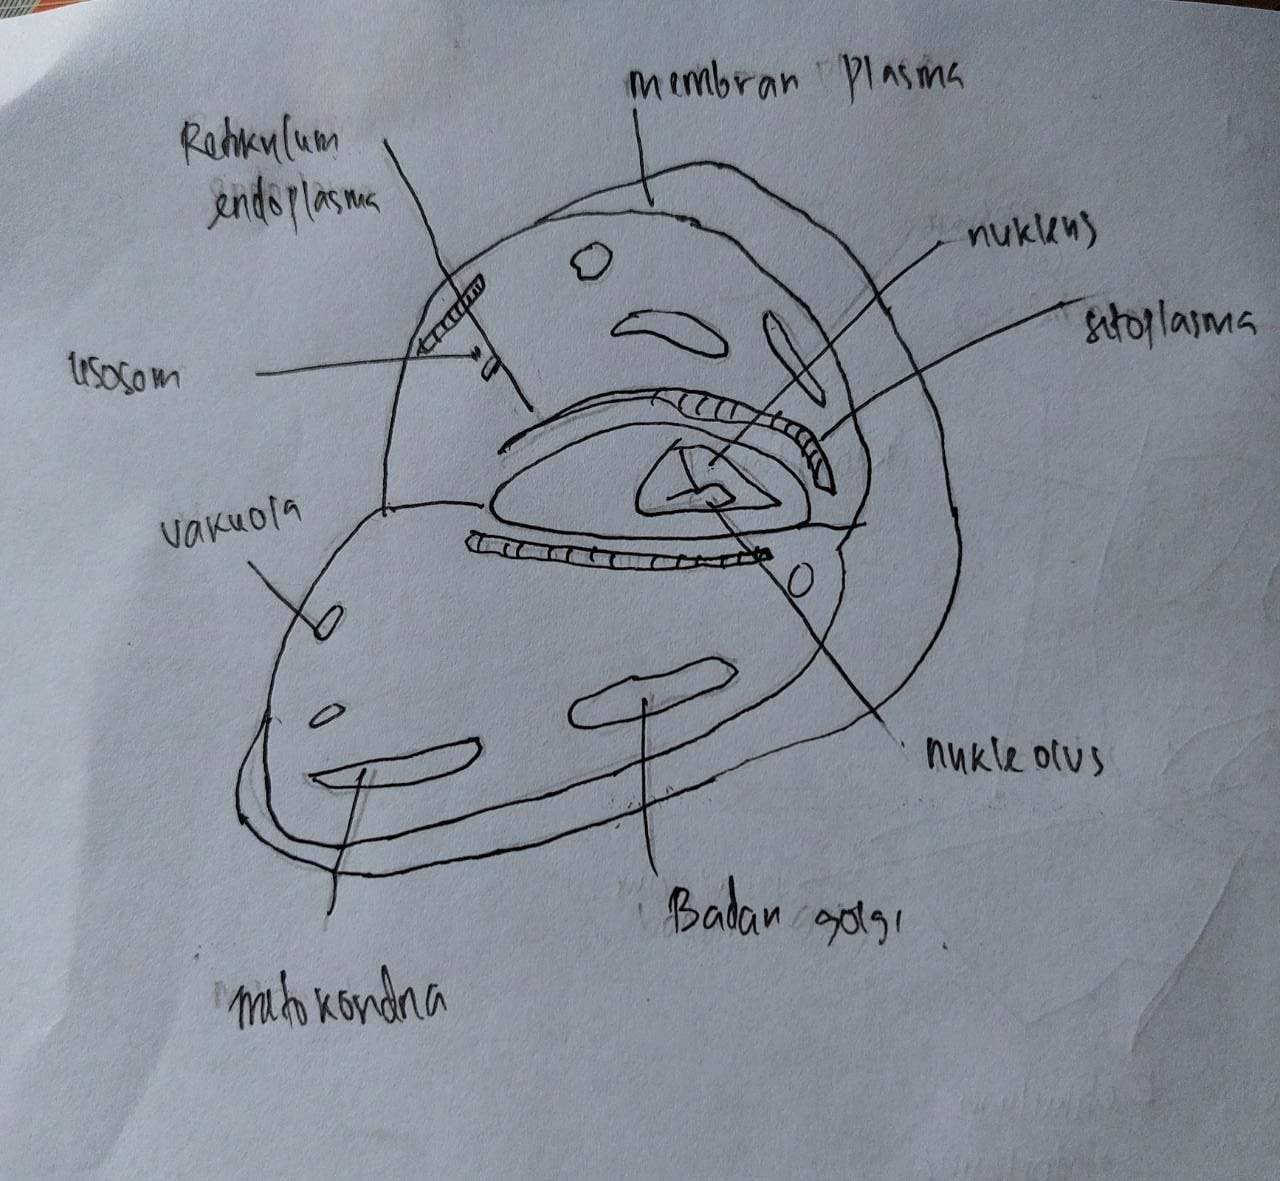 membran plasma
Retikulum
endoplasma
nukleus
sitoplasma
lisosom
vakuola
nukleolus
Badan golgi
mitokondria